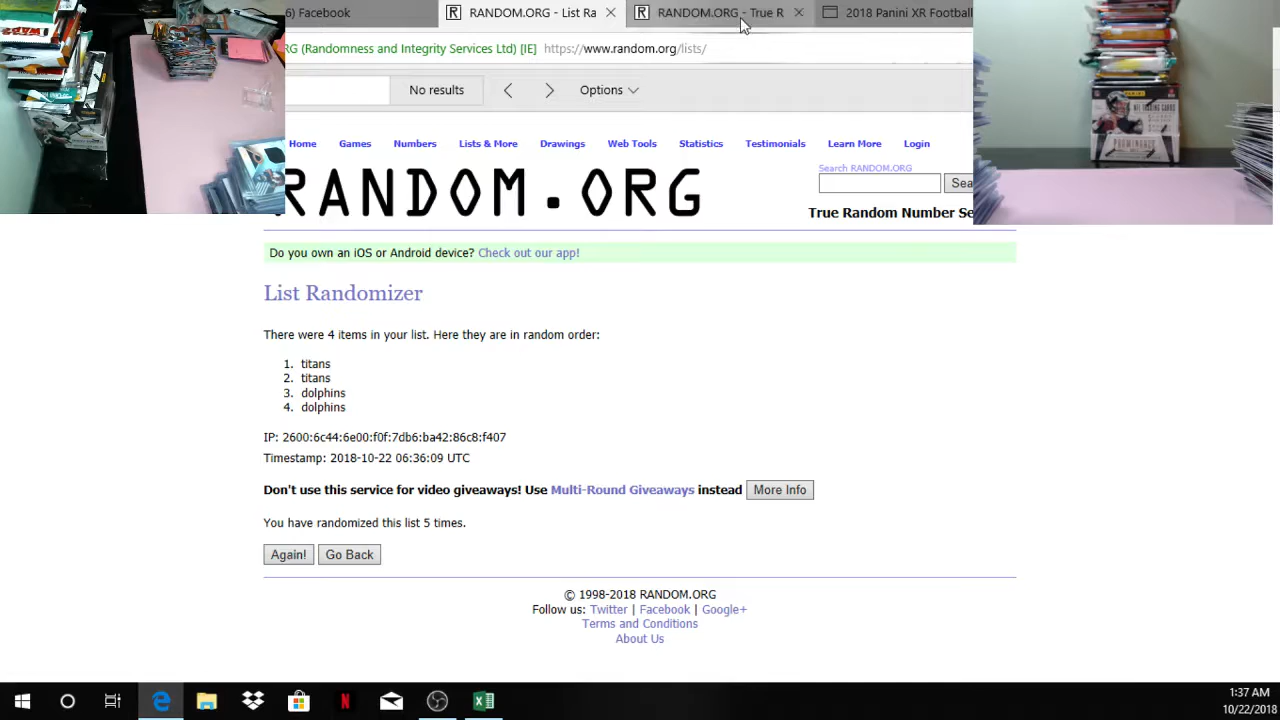 6) Facebook
RANDOM.ORG - List Ra
RANDOM.ORG - True R
2018 Panini XR Football
RG (Randomness and Integrity Services Ltd) [IE] https://www.random.org/lists/
No results
Options
Home Games Numbers Lists & More Drawings Web Tools Statistics Testimonials Learn More Login
Search RANDOM.ORG
RANDOM.ORG
Sea
True Random Number Se
Do you own an iOS or Android device? Check out our app!
List Randomizer
There were 4 items in your list. Here they are in random order:
1. titans
2. titans
3. dolphins
4. dolphins
IP: 2600:6c44:6e00:f0f:7db6:ba42:86c8:f407
Timestamp: 2018-10-22 06:36:09 UTC
Don't use this service for video giveaways! Use Multi-Round Giveaways instead More Info
You have randomized this list 5 times.
Again! Go Back
© 1998-2018 RANDOM.ORG
Follow us: Twitter | Facebook | Google+
Terms and Conditions
About Us
1:37 AM
10/22/2018